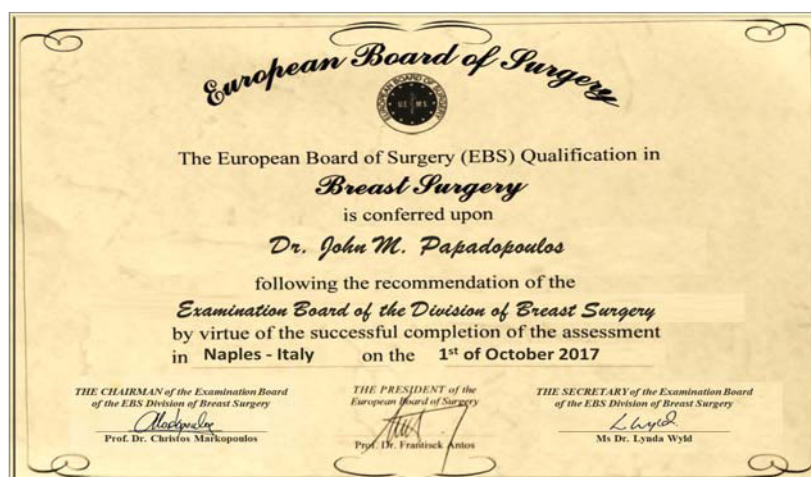 European Board of Surgery
EUROPEAN BOARD OF SURGERY
U.E.M.S.
The European Board of Surgery (EBS) Qualification in
Breast Surgery
is conferred upon
Dr. John M. Papadopoulos
following the recommendation of the
Examination Board of the Division of Breast Surgery
by virtue of the successful completion of the assessment
in Naples - Italy on the 1st of October 2017
THE CHAIRMAN of the Examination Board
of the EBS Division of Breast Surgery
Prof. Dr. Christos Markopoulos
THE PRESIDENT of the
European Board of Surgery
Prof. Dr. Frantisek Antos
THE SECRETARY of the Examination Board
of the EBS Division of Breast Surgery
L Wyld
Ms Dr. Lynda Wyld